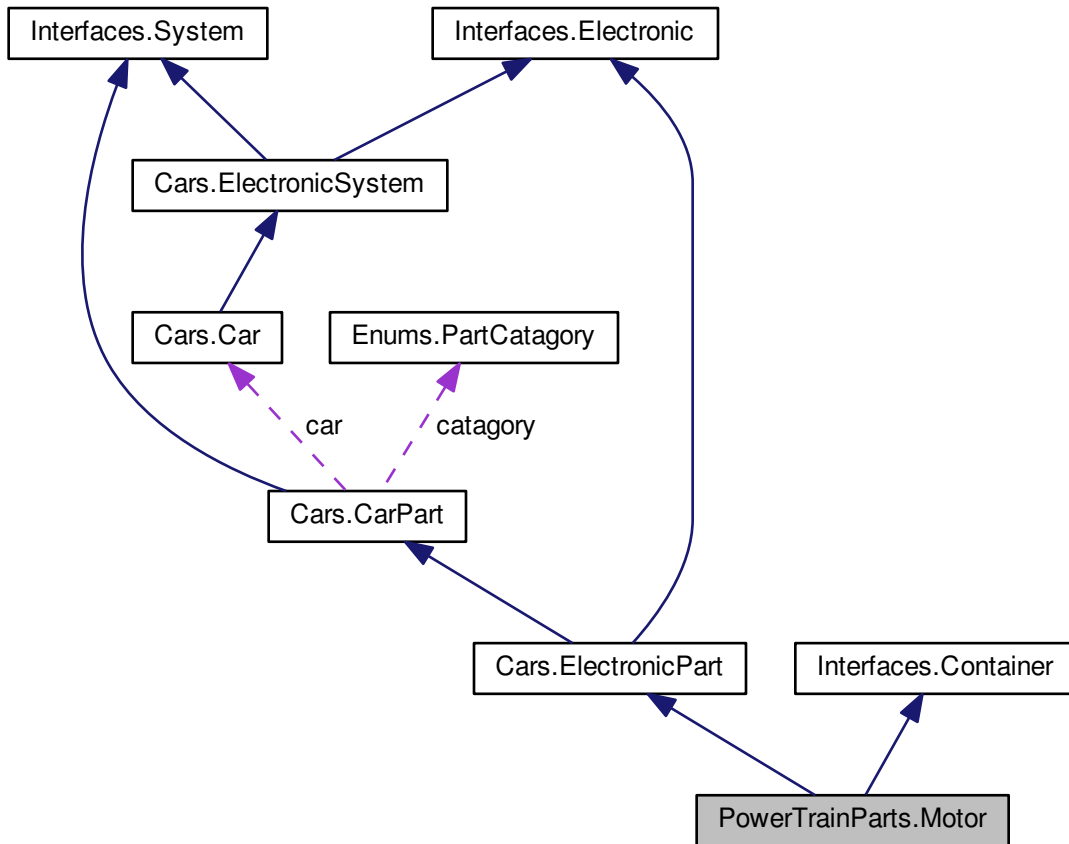 Interfaces.System
Interfaces.Electronic
Cars.ElectronicSystem
Cars.Car
Enums.PartCatagory
car
catagory
Cars.CarPart
Cars.ElectronicPart
Interfaces.Container
PowerTrainParts.Motor